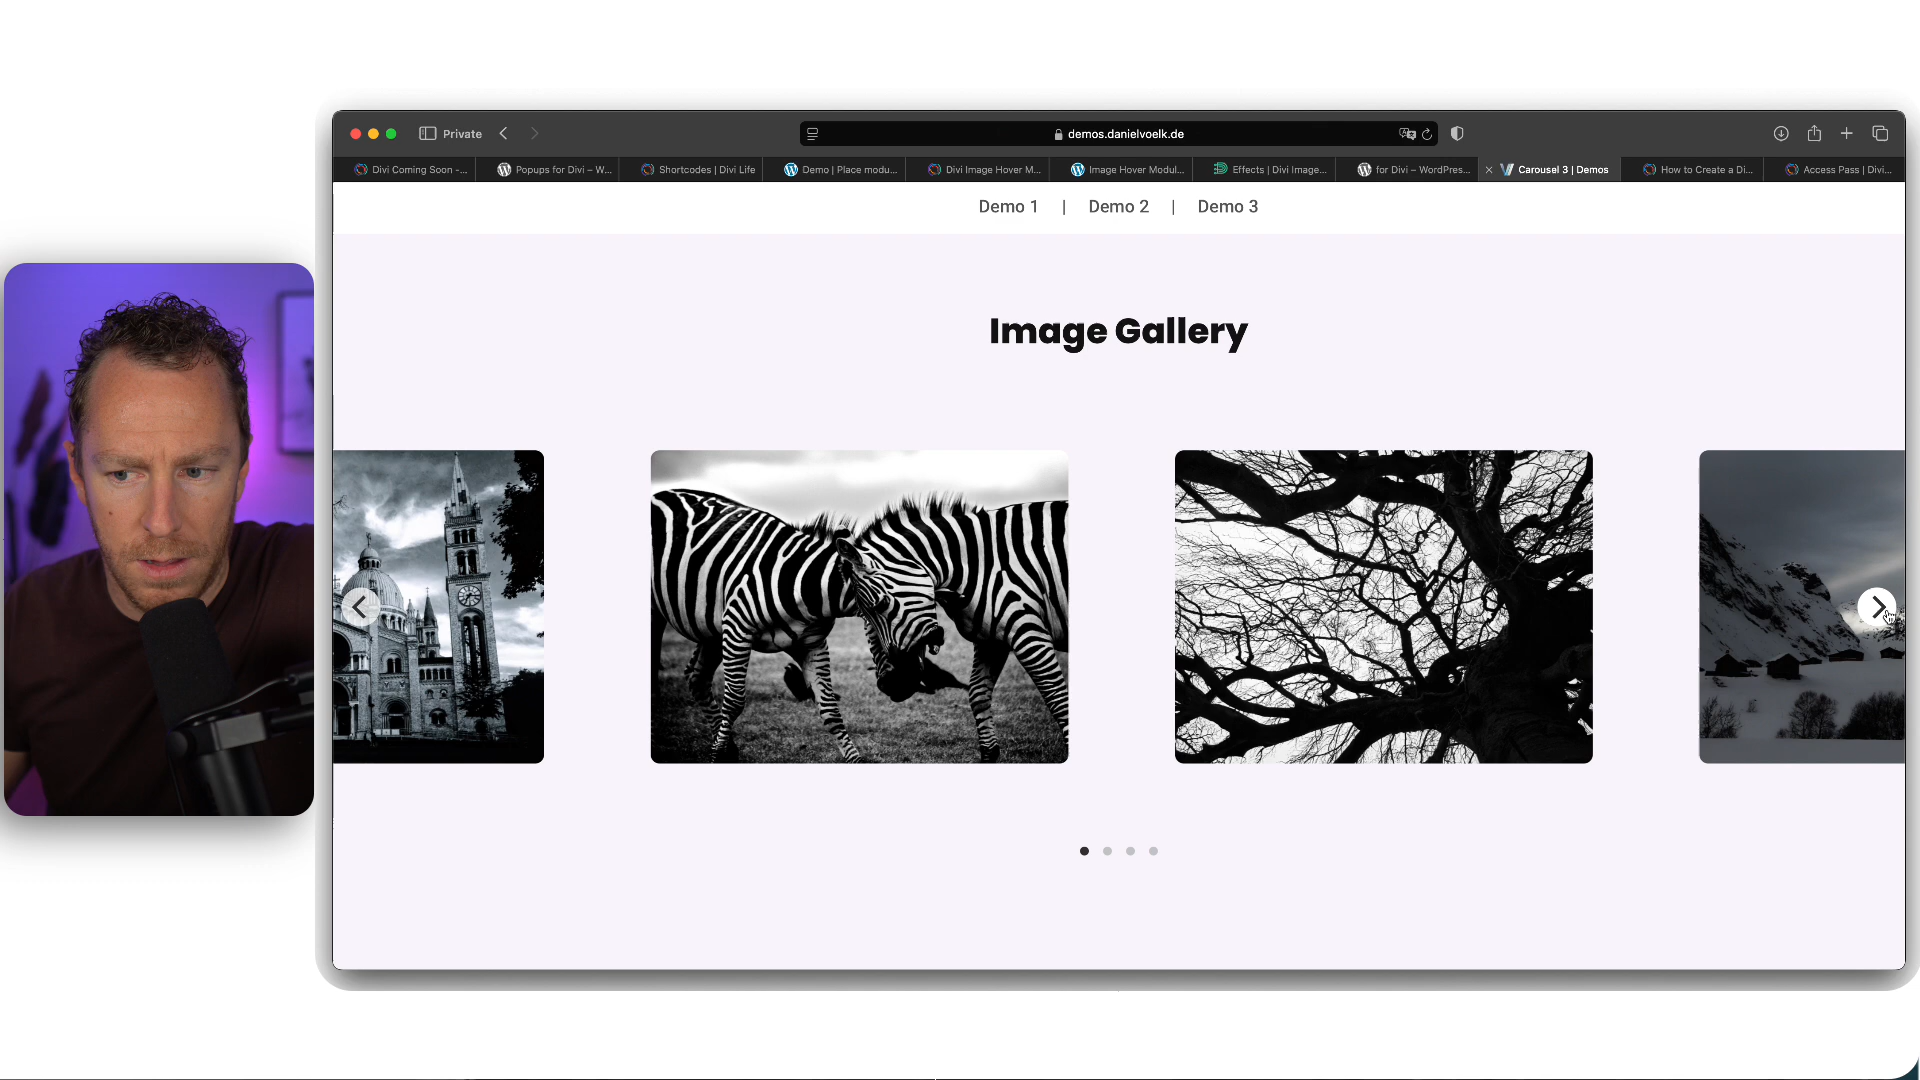 Private
demos.danielvoelk.de
Divi Coming Soon -...
Popups for Divi – W...
Shortcodes | Divi Life
Demo | Place modu...
Divi Image Hover M...
Image Hover Modul...
Effects | Divi Image...
for Divi – WordPres...
Carousel 3 | Demos
How to Create a Di...
Access Pass | Divi...
Demo 1 | Demo 2 | Demo 3
Image Gallery